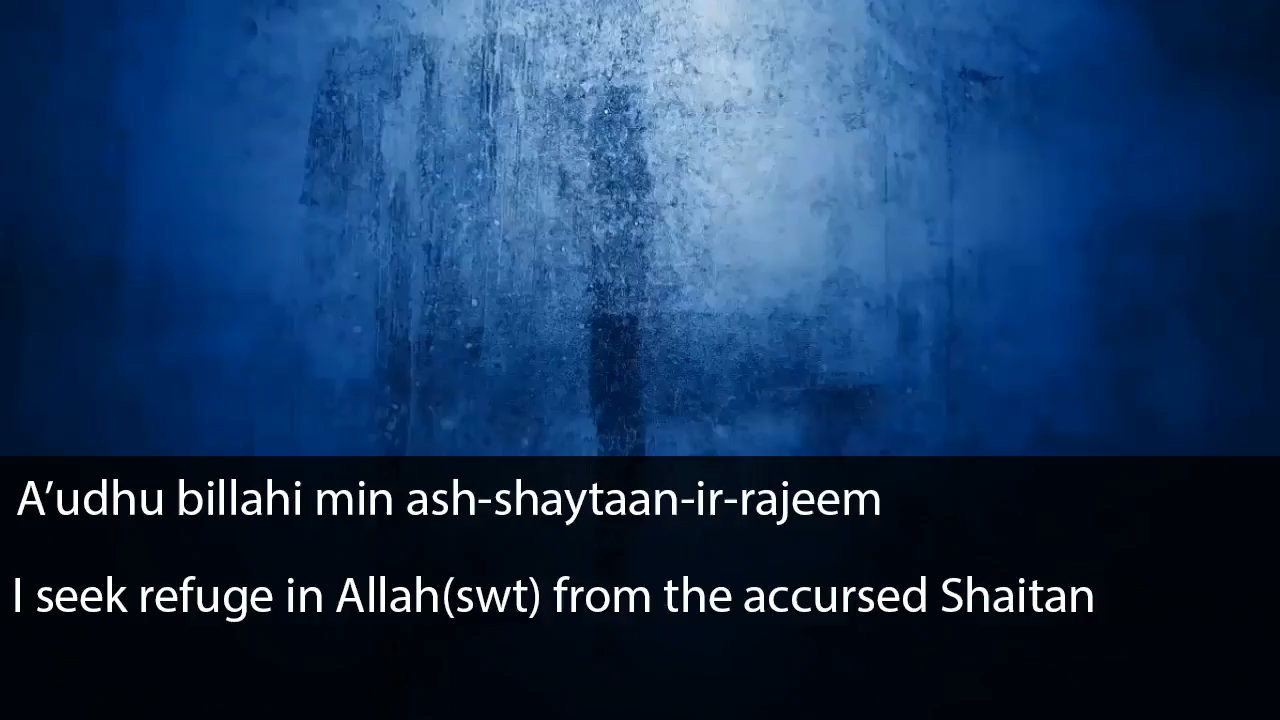 A’udhu billahi min ash-shaytaan-ir-rajeem
I seek refuge in Allah(swt) from the accursed Shaitan